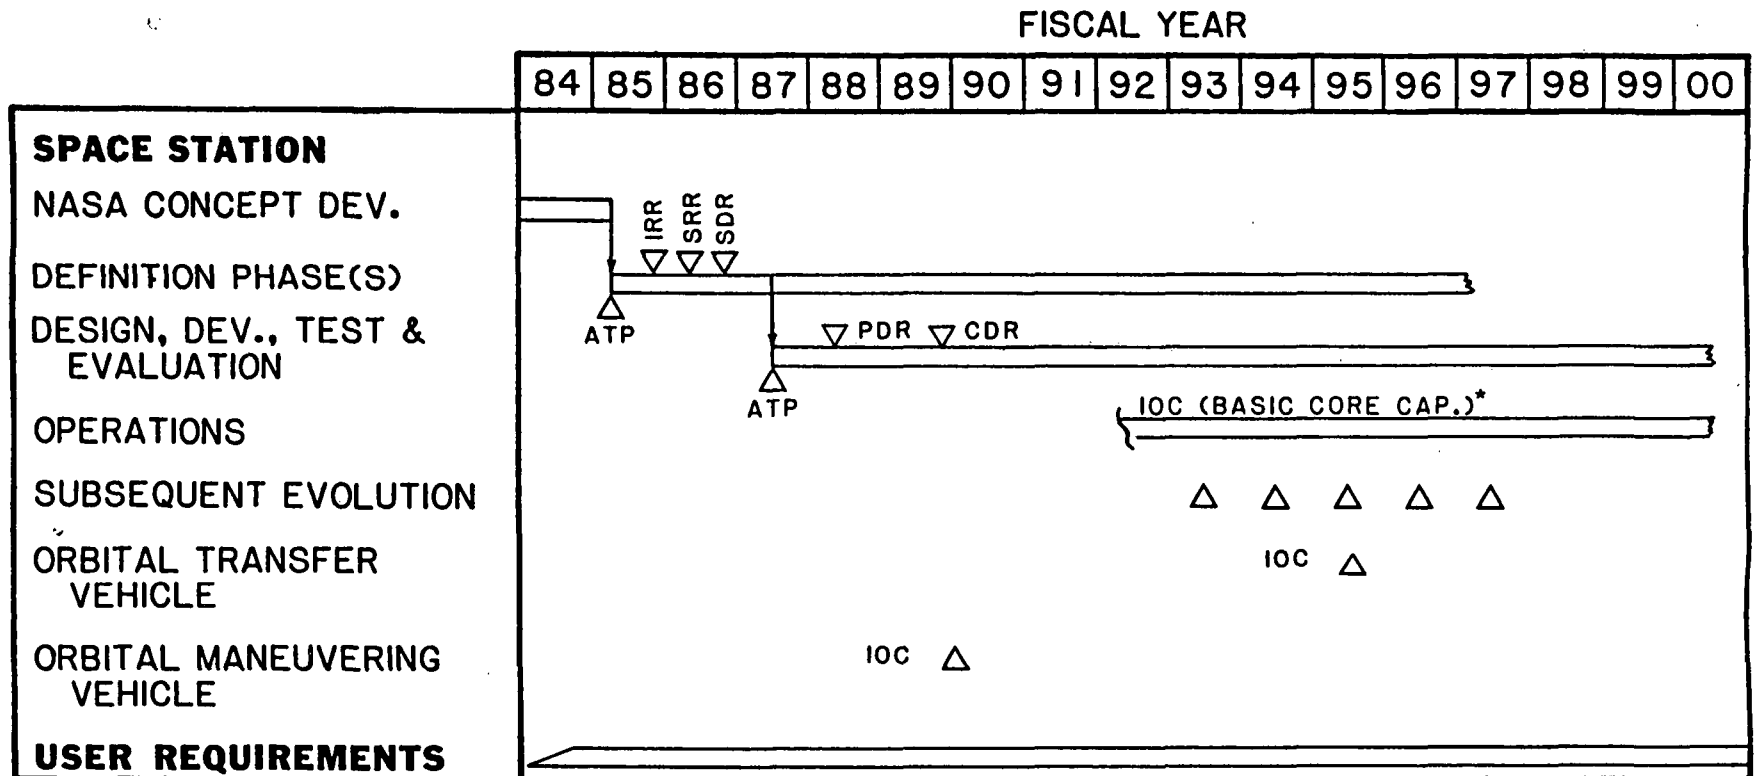 FISCAL YEAR
84 85 86 87 88 89 90 91 92 93 94 95 96 97 98 99 00
SPACE STATION
NASA CONCEPT DEV.
IRR SRR SDR
DEFINITION PHASE(S)
ATP
DESIGN, DEV., TEST &
EVALUATION
PDR CDR
ATP
IOC (BASIC CORE CAP.)*
OPERATIONS
SUBSEQUENT EVOLUTION
ORBITAL TRANSFER
VEHICLE
IOC
ORBITAL MANEUVERING
VEHICLE
IOC
USER REQUIREMENTS